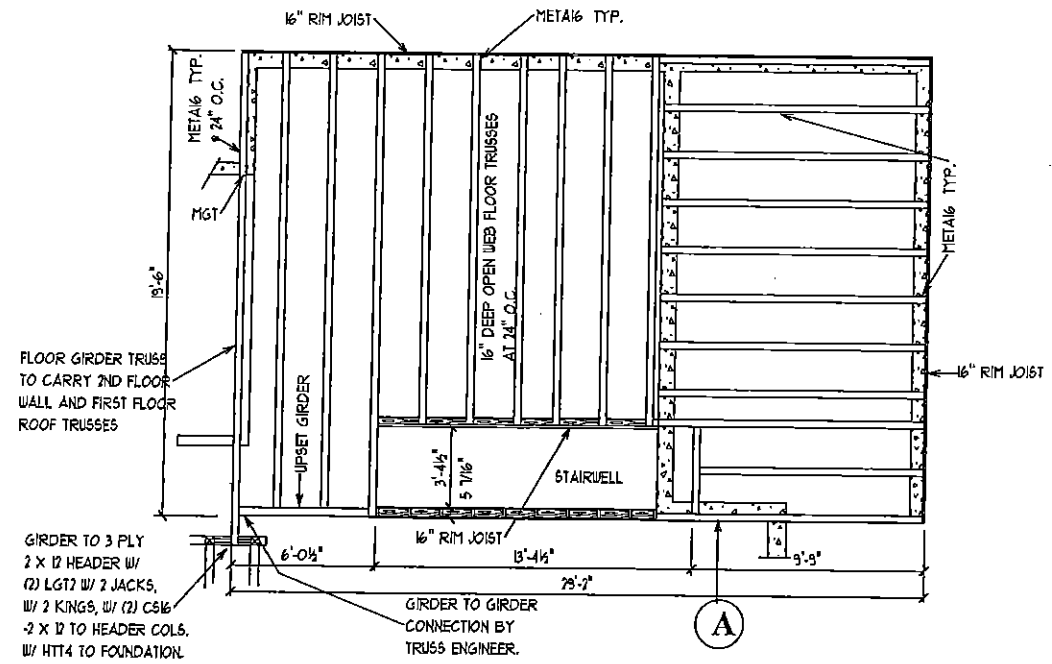 16" RIM JOIST
META16 TYP.
META16 TYP.
@ 24" O.C.
MGT
19'-6"
16" DEEP OPEN WEB FLOOR TRUSSES
AT 24" O.C.
META16 TYP.
16" RIM JOIST
FLOOR GIRDER TRUSS
TO CARRY 2ND FLOOR
WALL AND FIRST FLOOR
ROOF TRUSSES
UPSET GIRDER
3'-4½"
5 7/16"
STAIRWELL
16" RIM JOIST
6'-0½"
13'-4½"
9'-9"
29'-2"
GIRDER TO 3 PLY
2 X 12 HEADER W/
(2) LGT2 W/ 2 JACKS,
W/ 2 KINGS, W/ (2) CS16
-2 X 12 TO HEADER COLS.
W/ HTT4 TO FOUNDATION.
GIRDER TO GIRDER
CONNECTION BY
TRUSS ENGINEER.
A